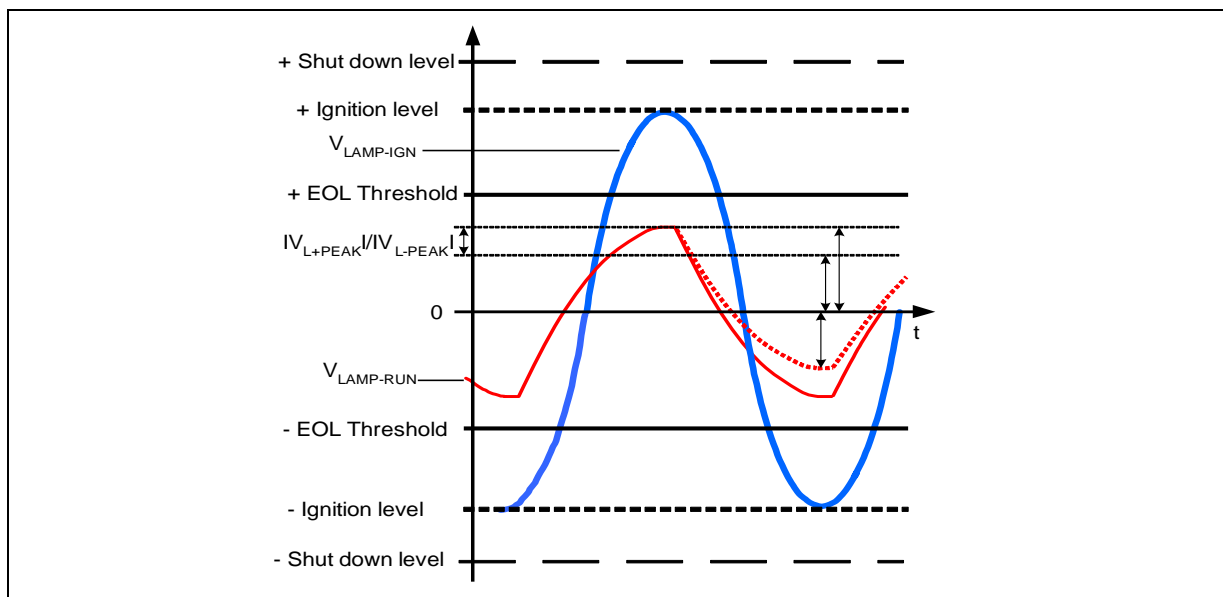 + Shut down level
+ Ignition level
VLAMP-IGN
+ EOL Threshold
IVL+PEAKI/IVL-PEAKI
0
t
VLAMP-RUN
- EOL Threshold
- Ignition level
- Shut down level